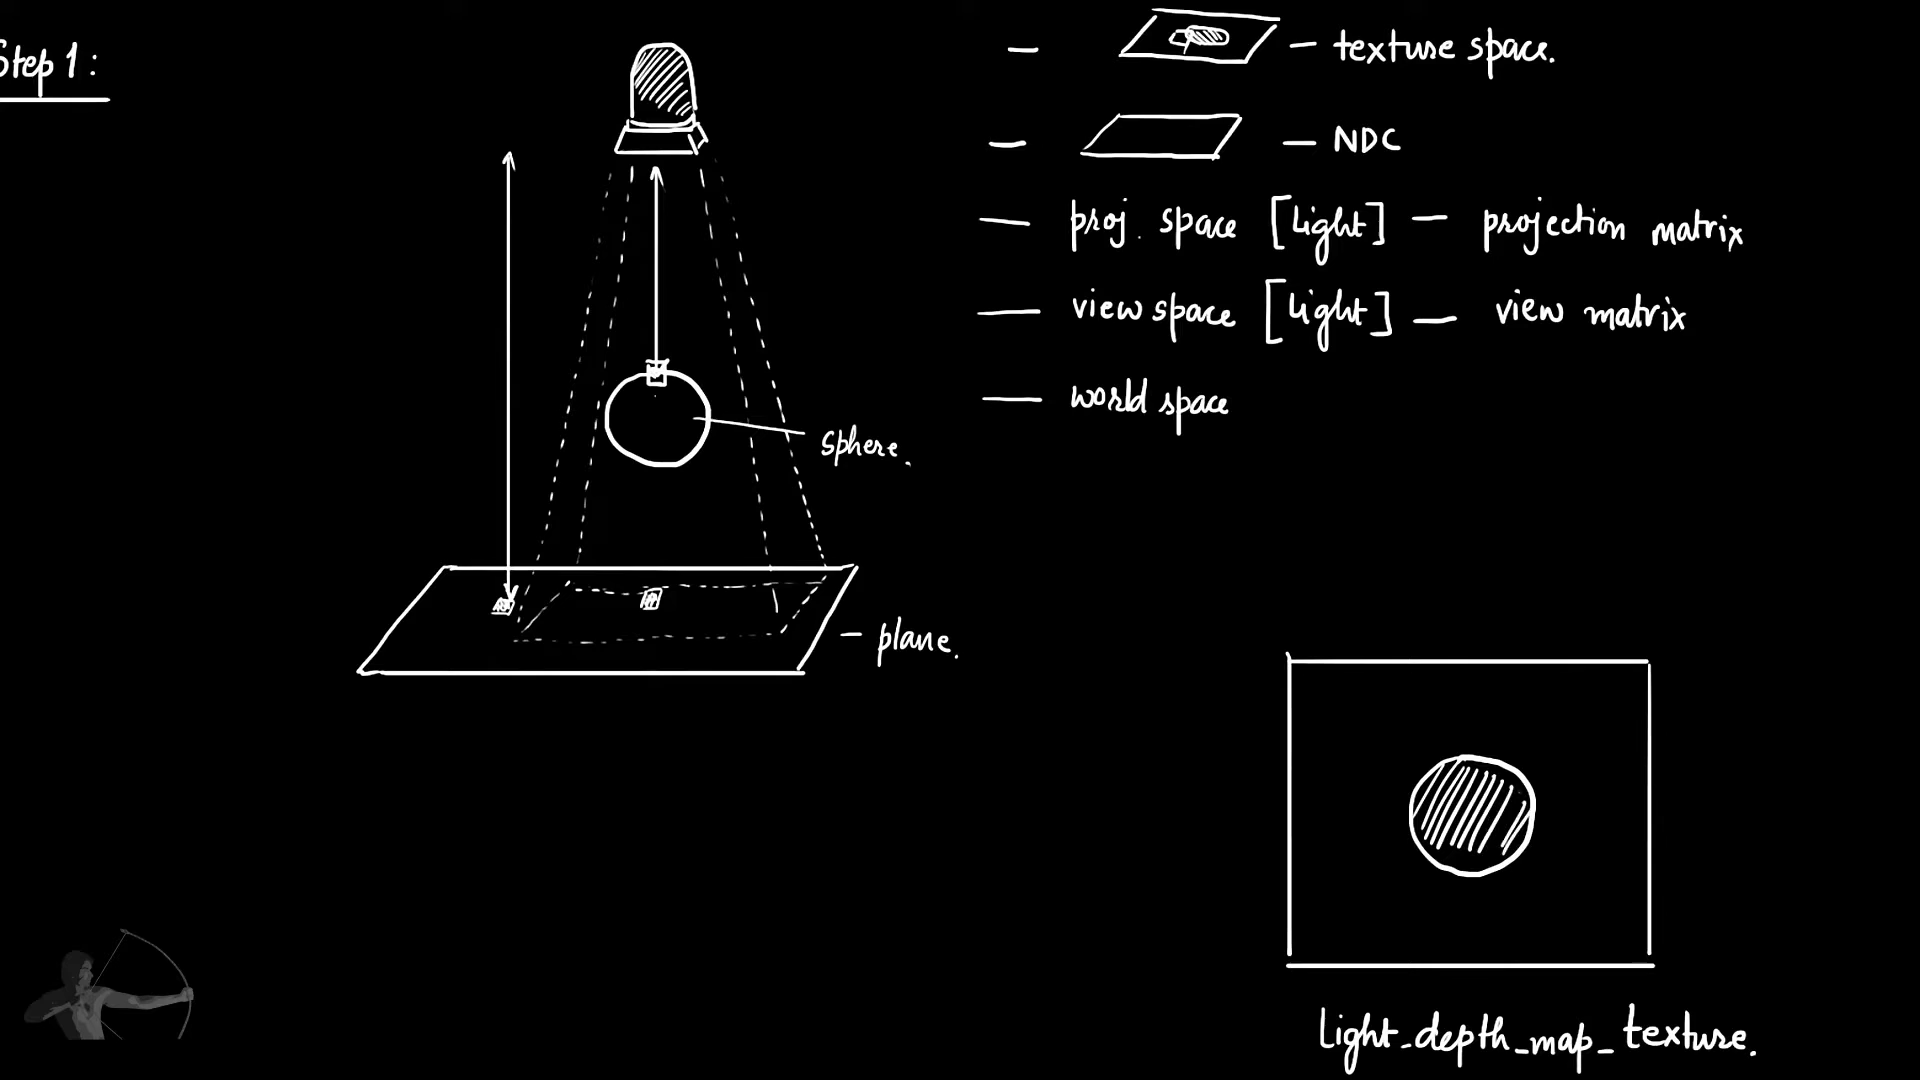 Step 1:
- texture space.
- NDC
proj. space [light] - projection matrix
view space [light] - view matrix
world space
sphere.
- plane.
light_depth_map_texture.